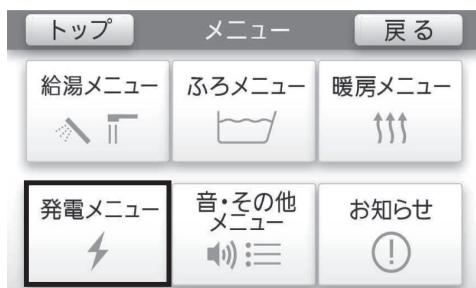 トップ メニュー 戻る
給湯メニュー ふろメニュー 暖房メニュー
発電メニュー 音・その他
メニュー お知らせ